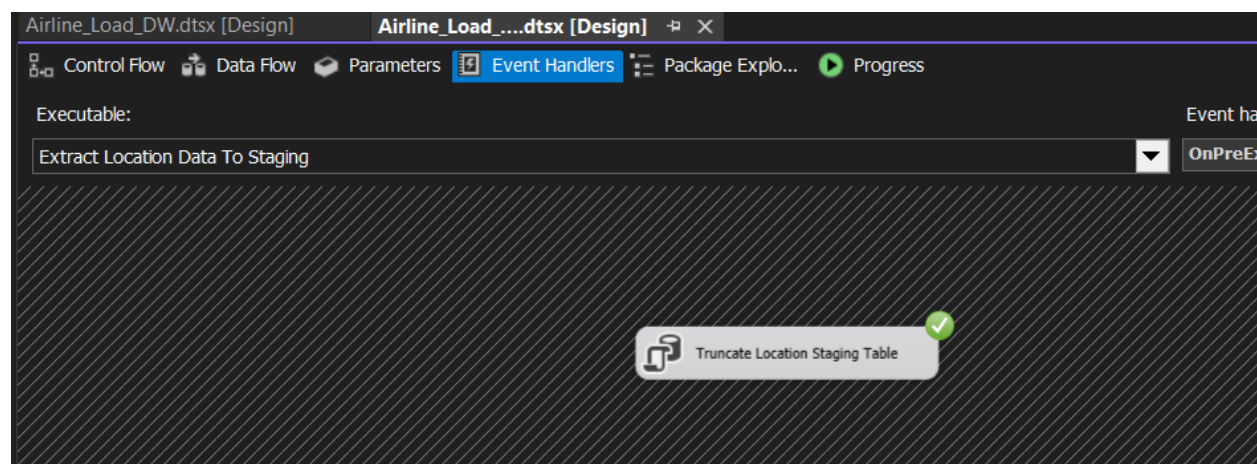 Airline_Load_DW.dtsx [Design] Airline_Load_....dtsx [Design]
Control Flow Data Flow Parameters Event Handlers Package Explo... Progress
Executable: Event ha
Extract Location Data To Staging OnPreEx
Truncate Location Staging Table